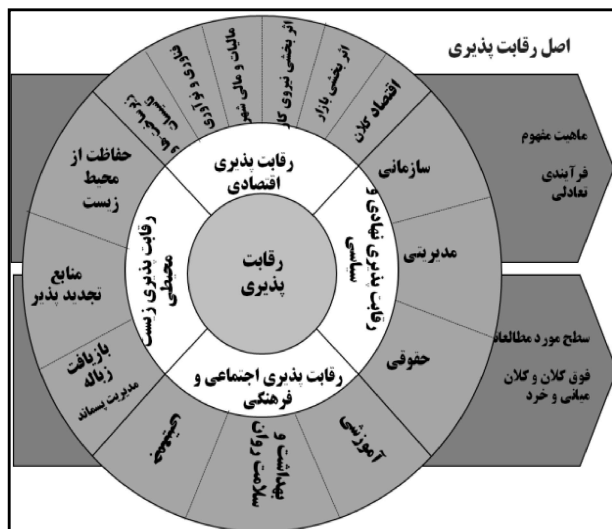 اصل رقابت پذیری
ماهیت مفهوم
فرآیندی
تعادلی
سطح مورد مطالعات
فوق کلان و کلان
میانی و خرد
اقتصاد کلان
اثر بخشی بازار
اثر بخشی نیروی کار
مالیات و مالی شهر
فناوری و نوآوری
تاسیسات
رقابت پذیری
اقتصادی
سازمانی
مدیریتی
حقوقی
رقابت پذیری نهادی و
سیاسی
رقابت
پذیری
رقابت پذیری زیست
محیطی
حفاظت از
محیط
زیست
منابع
تجدید پذیر
بازیافت
زباله
مدیریت پسماند
رقابت پذیری اجتماعی و
فرهنگی
جمعیتی
بهداشت و
سلامت روان
آموزشی